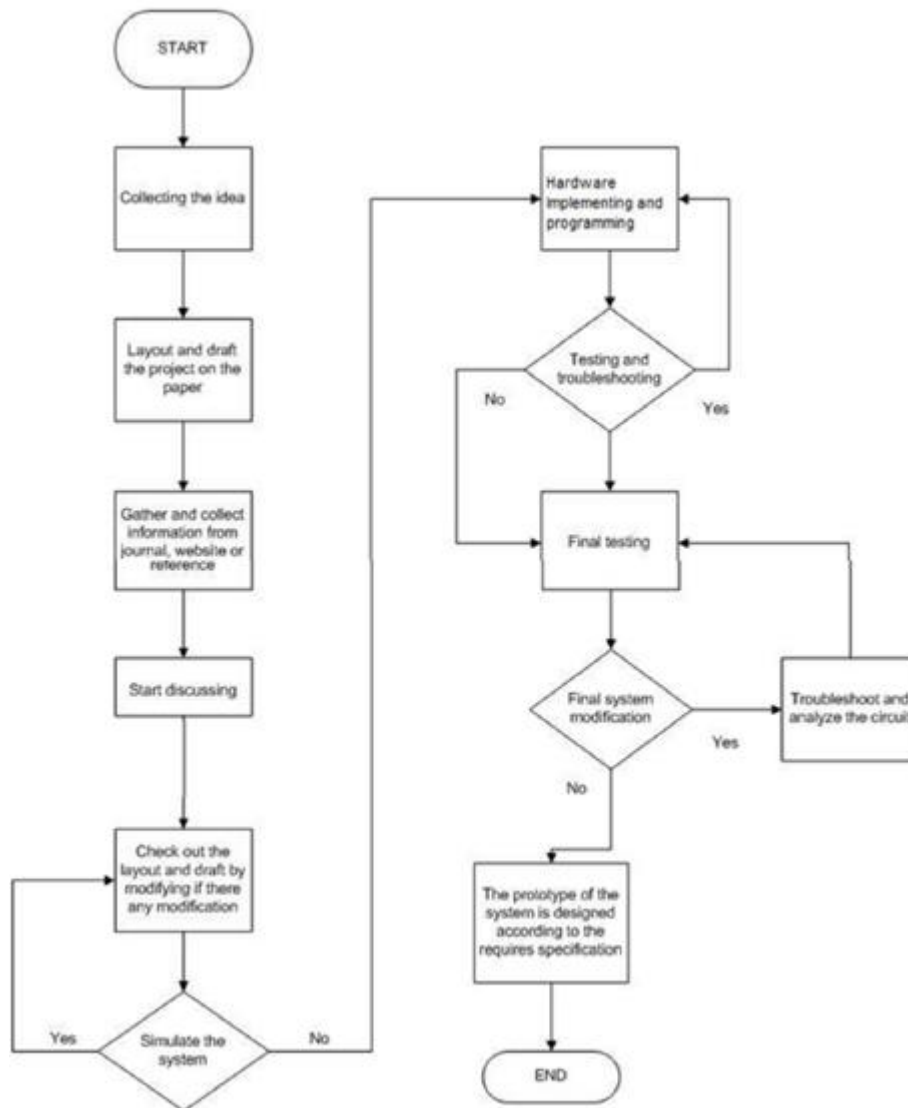 START
Collecting the idea
Layout and draft
the project on the
paper
Gather and collect
information from
journal, website or
reference
Start discussing
Check out the
layout and draft by
modifying if there
any modification
Simulate the
system
Yes
No
Hardware
implementing and
programming
Testing and
troubleshooting
No
Yes
Final testing
Final system
modification
Yes
No
Troubleshoot and
analyze the circuit
The prototype of the
system is designed
according to the
requires specification
END